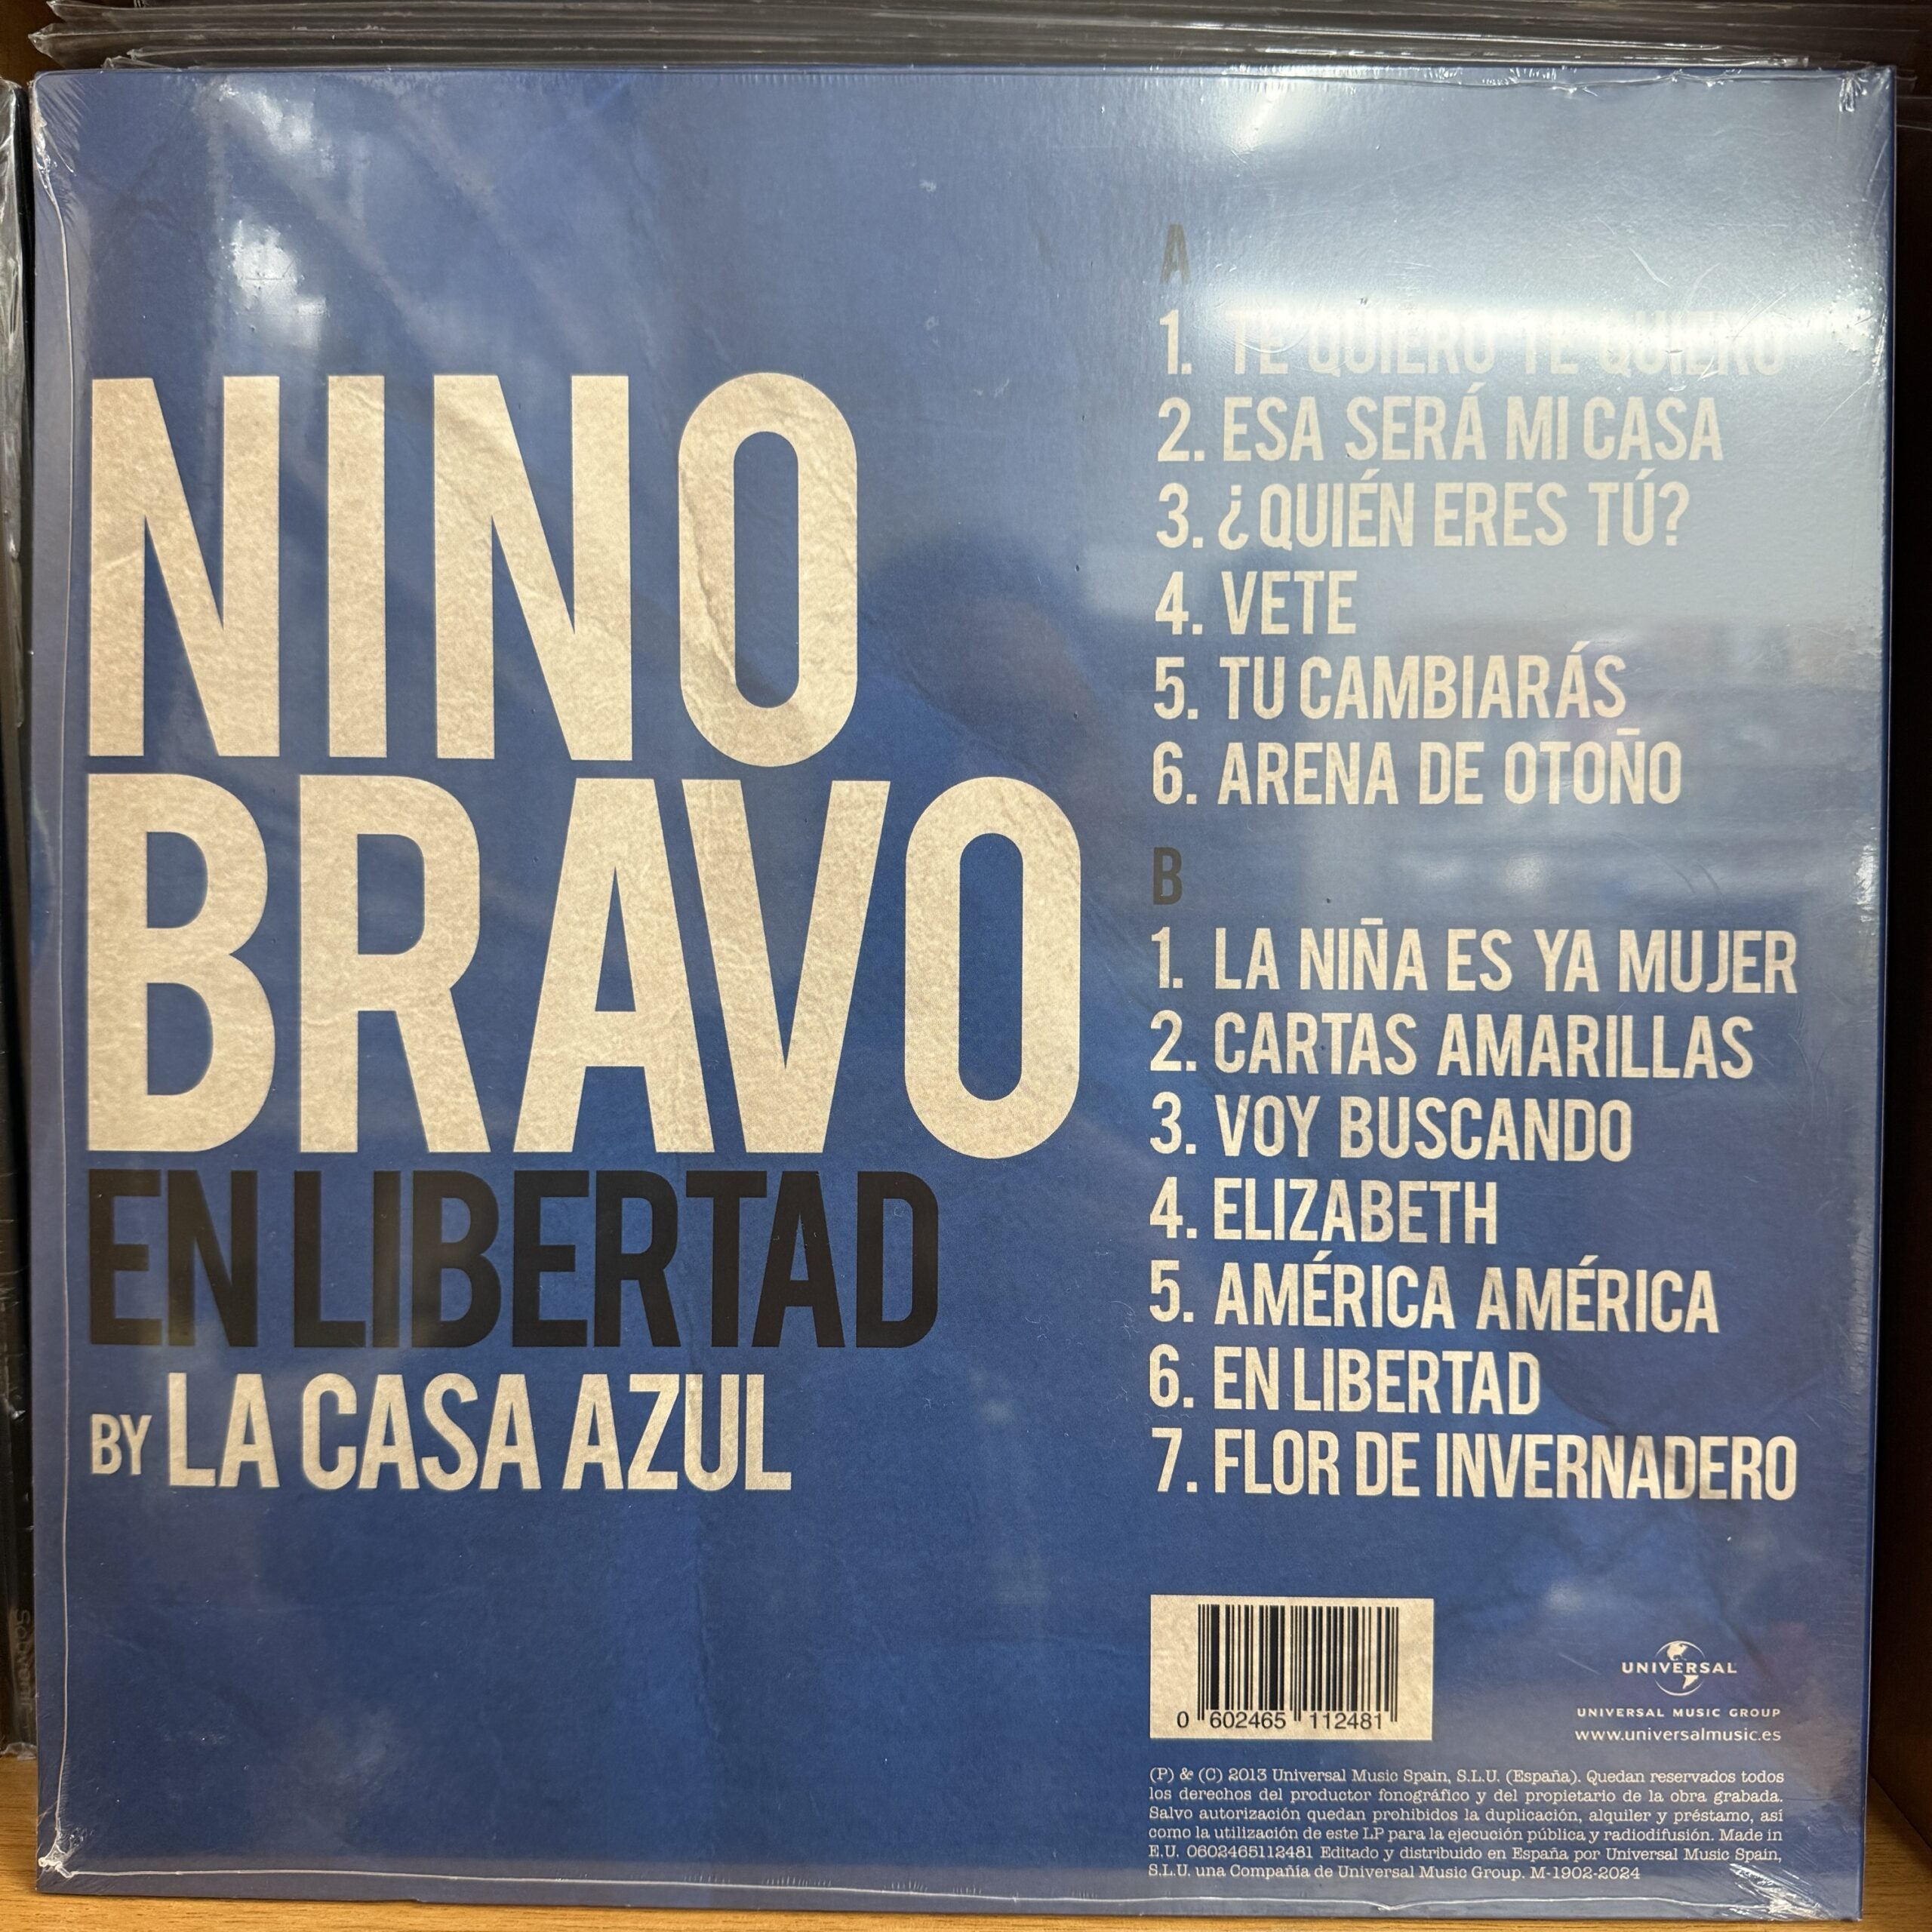 NINO
BRAVO
EN LIBERTAD
BY LA CASA AZUL
A
1. TE QUIERO TE QUIERO
2. ESA SERÁ MI CASA
3. ¿QUIÉN ERES TÚ?
4. VETE
5. TU CAMBIARÁS
6. ARENA DE OTOÑO
B
1. LA NIÑA ES YA MUJER
2. CARTAS AMARILLAS
3. VOY BUSCANDO
4. ELIZABETH
5. AMÉRICA AMÉRICA
6. EN LIBERTAD
7. FLOR DE INVERNADERO
0 602465 112481
UNIVERSAL
UNIVERSAL MUSIC GROUP
www.universalmusic.es
(P) & (C) 2013 Universal Music Spain, S.L.U. (España). Quedan reservados todos
los derechos del productor fonográfico y del propietario de la obra grabada.
Salvo autorización quedan prohibidos la duplicación, alquiler y préstamo, así
como la utilización de este LP para la ejecución pública y radiodifusión. Made in
E.U. 0602465112481 Editado y distribuido en España por Universal Music Spain,
S.L.U. una Compañía de Universal Music Group. M-1902-2024